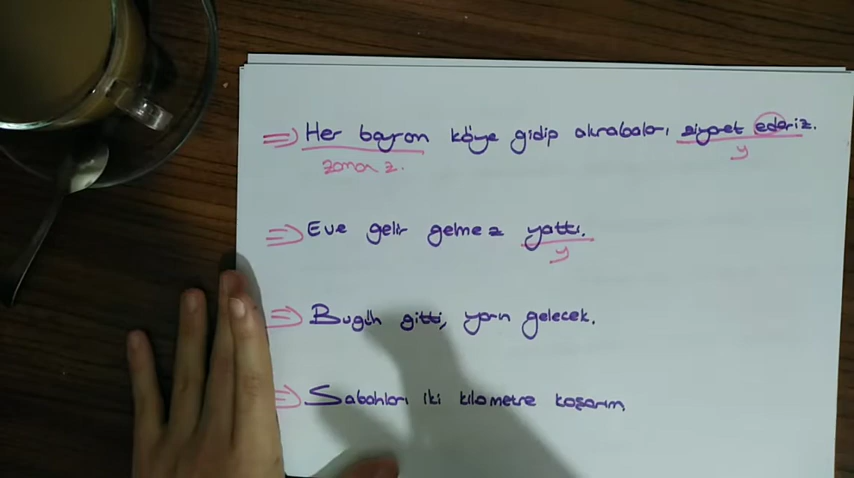 ⇒ Her bayram köye gidip akrabaları ziyaret ederiz.
zaman z. y
⇒ Eve gelir gelmez yattı.
y
⇒ Bugün gitti, yarın gelecek.
⇒ Sabahları iki kilometre koşarım.